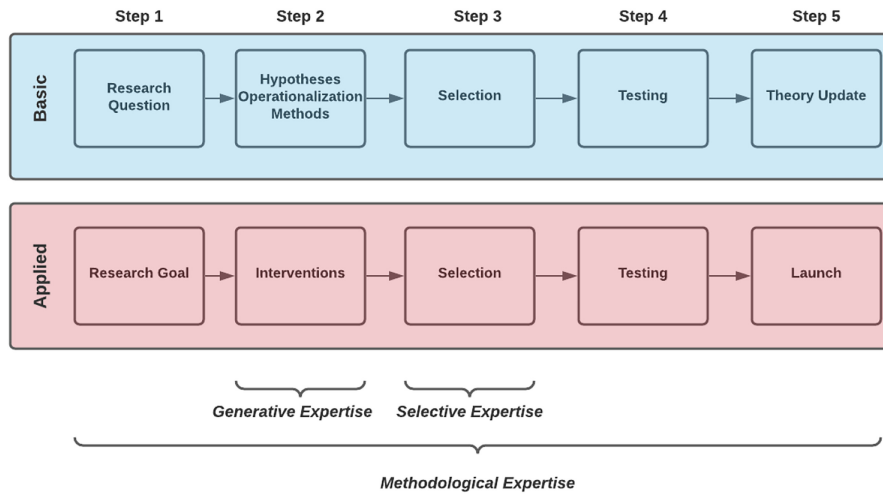 Step 1
Step 2
Step 3
Step 4
Step 5
Basic
Research
Question
Hypotheses
Operationalization
Methods
Selection
Testing
Theory Update
Applied
Research Goal
Interventions
Selection
Testing
Launch
Generative Expertise
Selective Expertise
Methodological Expertise